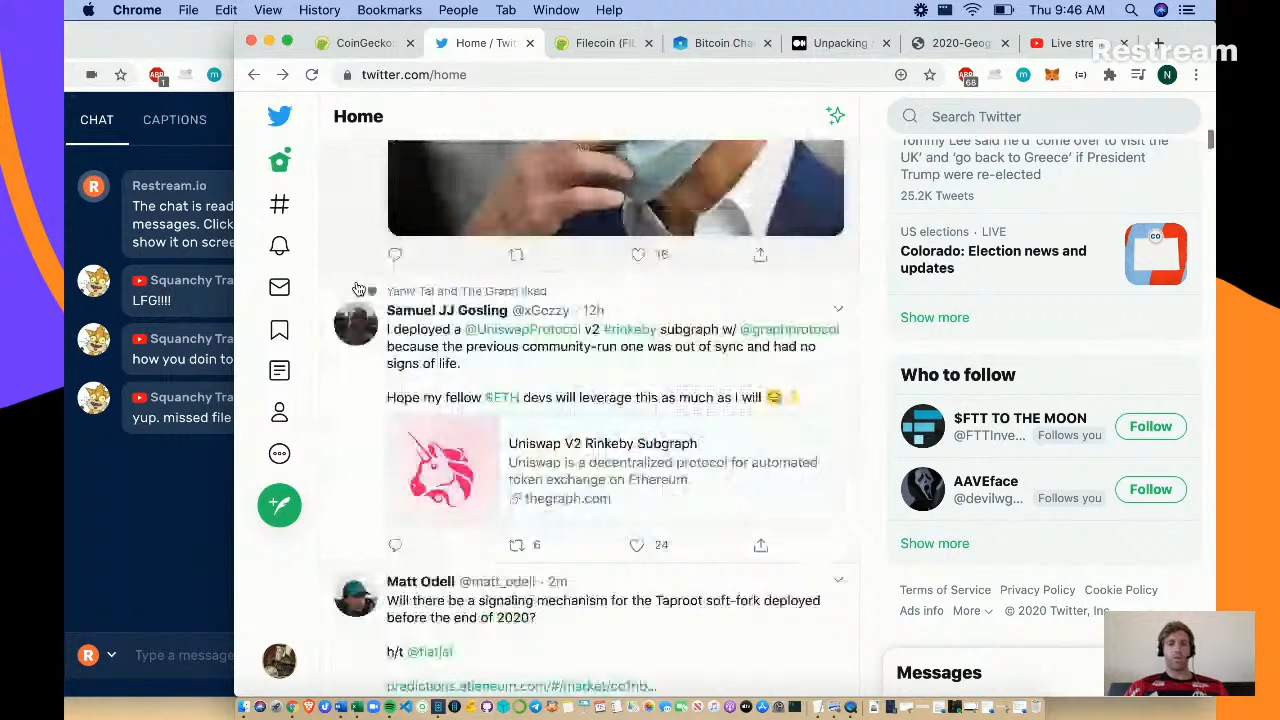 Chrome File Edit View History Bookmarks People Tab Window Help Thu 9:46 AM
CoinGecko: Home / Twit Filecoin (FIL Bitcoin Cha Unpacking 2020-Geog Live stre
Restream
twitter.com/home
1
68
N
CHAT CAPTIONS
Restream.io
The chat is read
messages. Click
show it on scree
Squanchy Tra
LFG!!!!
Squanchy Tra
how you doin to
Squanchy Tra
yup. missed file
Type a message
Home
16
Yaniv Tal and The Graph liked
Samuel JJ Gosling @xGozzy · 12h
I deployed a @UniswapProtocol v2 #rinkeby subgraph w/ @graphprotocol
because the previous community-run one was out of sync and had no
signs of life.
Hope my fellow $ETH devs will leverage this as much as I will
Uniswap V2 Rinkeby Subgraph
Uniswap is a decentralized protocol for automated
token exchange on Ethereum
thegraph.com
6 24
Matt Odell @matt_odell · 2m
Will there be a signaling mechanism for the Taproot soft-fork deployed
before the end of 2020?
h/t
Search Twitter
Tommy Lee said he'd 'come over to visit the
UK' and 'go back to Greece' if President
Trump were re-elected
25.2K Tweets
US elections · LIVE
Colorado: Election news and
updates
CO
Show more
Who to follow
$FTT TO THE MOON
@FTTInve... Follows you
Follow
AAVEface
@devilwg... Follows you
Follow
Show more
Terms of Service Privacy Policy Cookie Policy
Ads info More © 2020 Twitter, Inc.
Messages